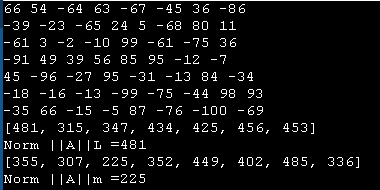 66 54 -64 63 -67 -45 36 -86
-39 -23 -65 24 5 -68 80 11
-61 3 -2 -10 99 -61 -75 36
-91 49 39 56 85 95 -12 -7
45 -96 -27 95 -31 -13 84 -34
-18 -16 -13 -99 -75 -44 98 93
-35 66 -15 -5 87 -76 -100 -69
[481, 315, 347, 434, 425, 456, 453]
Norm ||A||L =481
[355, 307, 225, 352, 449, 402, 485, 336]
Norm ||A||m =225